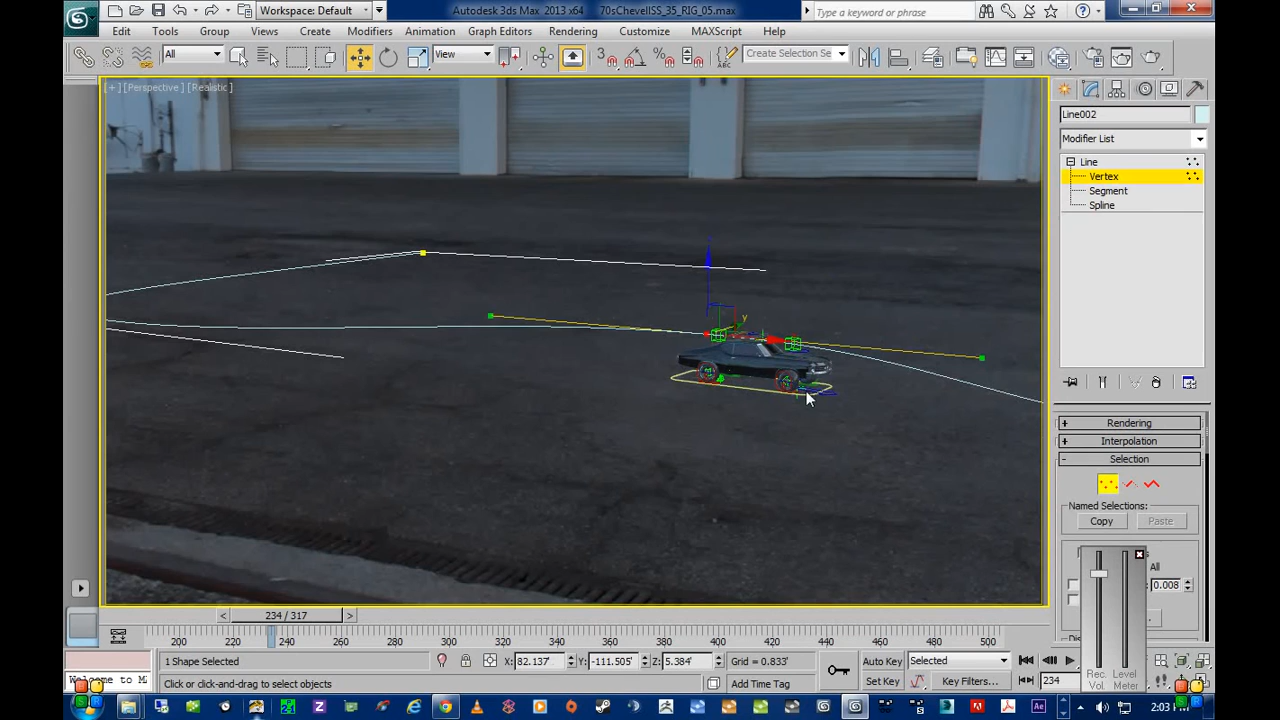 Workspace: Default
Autodesk 3ds Max 2013 x64
70sChevellSS_35_RIG_05.max
Type a keyword or phrase
Edit
Tools
Group
Views
Create
Modifiers
Animation
Graph Editors
Rendering
Customize
MAXScript
Help
All
View
3
Create Selection Se
[ + ] [Perspective ] [ Realistic ]
y
Line002
Modifier List
Line
Vertex
Segment
Spline
+ Rendering
+ Interpolation
- Selection
Named Selections:
Copy
Paste
All
0.008
Rec. Vol.
Level Meter
< 234 / 317 >
200 220 240 260 280 300 320 340 360 380 400 420 440 460 480 500
1 Shape Selected
X: 82.137'
Y: -111.505'
Z: 5.384'
Grid = 0.833'
Auto Key
Selected
Welcome to M
Click or click-and-drag to select objects
Add Time Tag
Set Key
Key Filters...
234
2:03 PM